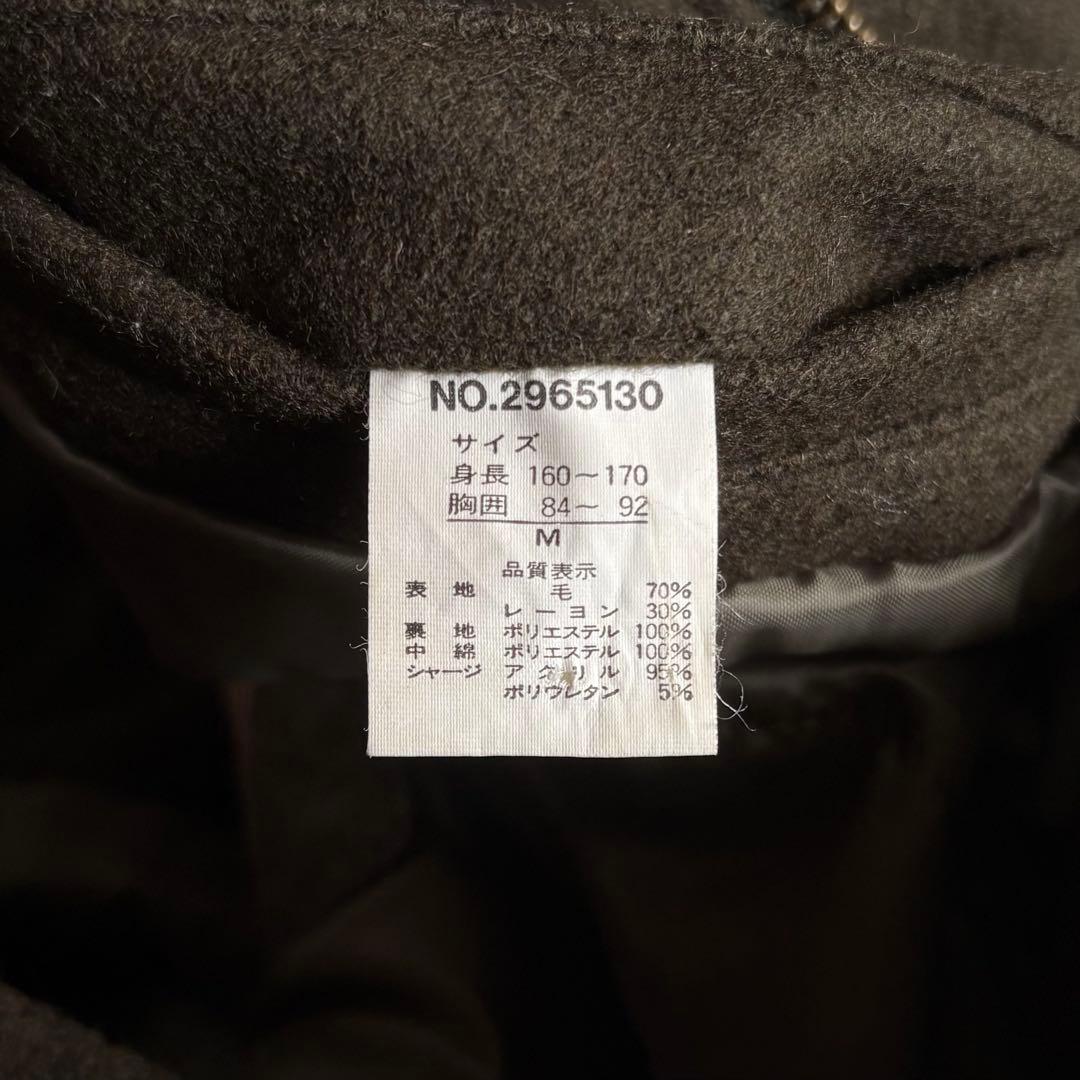 NO.2965130
サイズ
身長 160～170
胸囲 84～ 92
M
品質表示
表 地 毛 70%
レーヨン 30%
裏 地 ポリエステル 100%
中 綿 ポリエステル 100%
シャージ アクリル 95%
ポリウレタン 5%